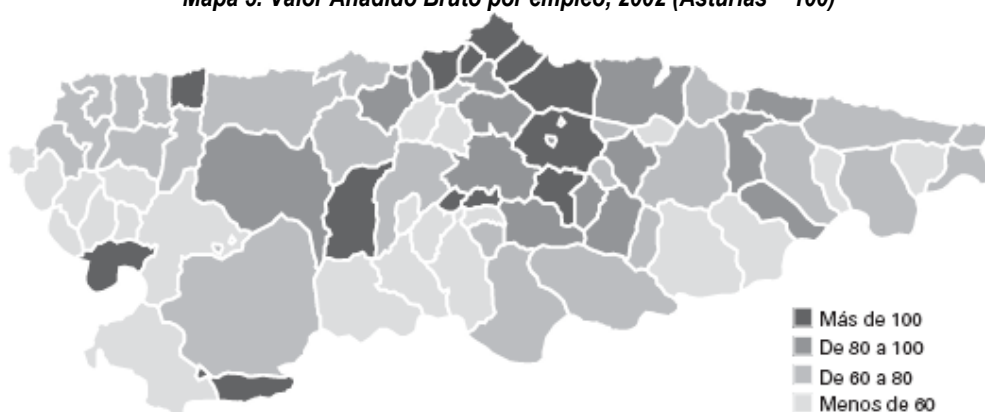 Mapa 3. Valor Añadido Bruto por empleo, 2002 (Asturias = 100)
Más de 100
De 80 a 100
De 60 a 80
Menos de 60